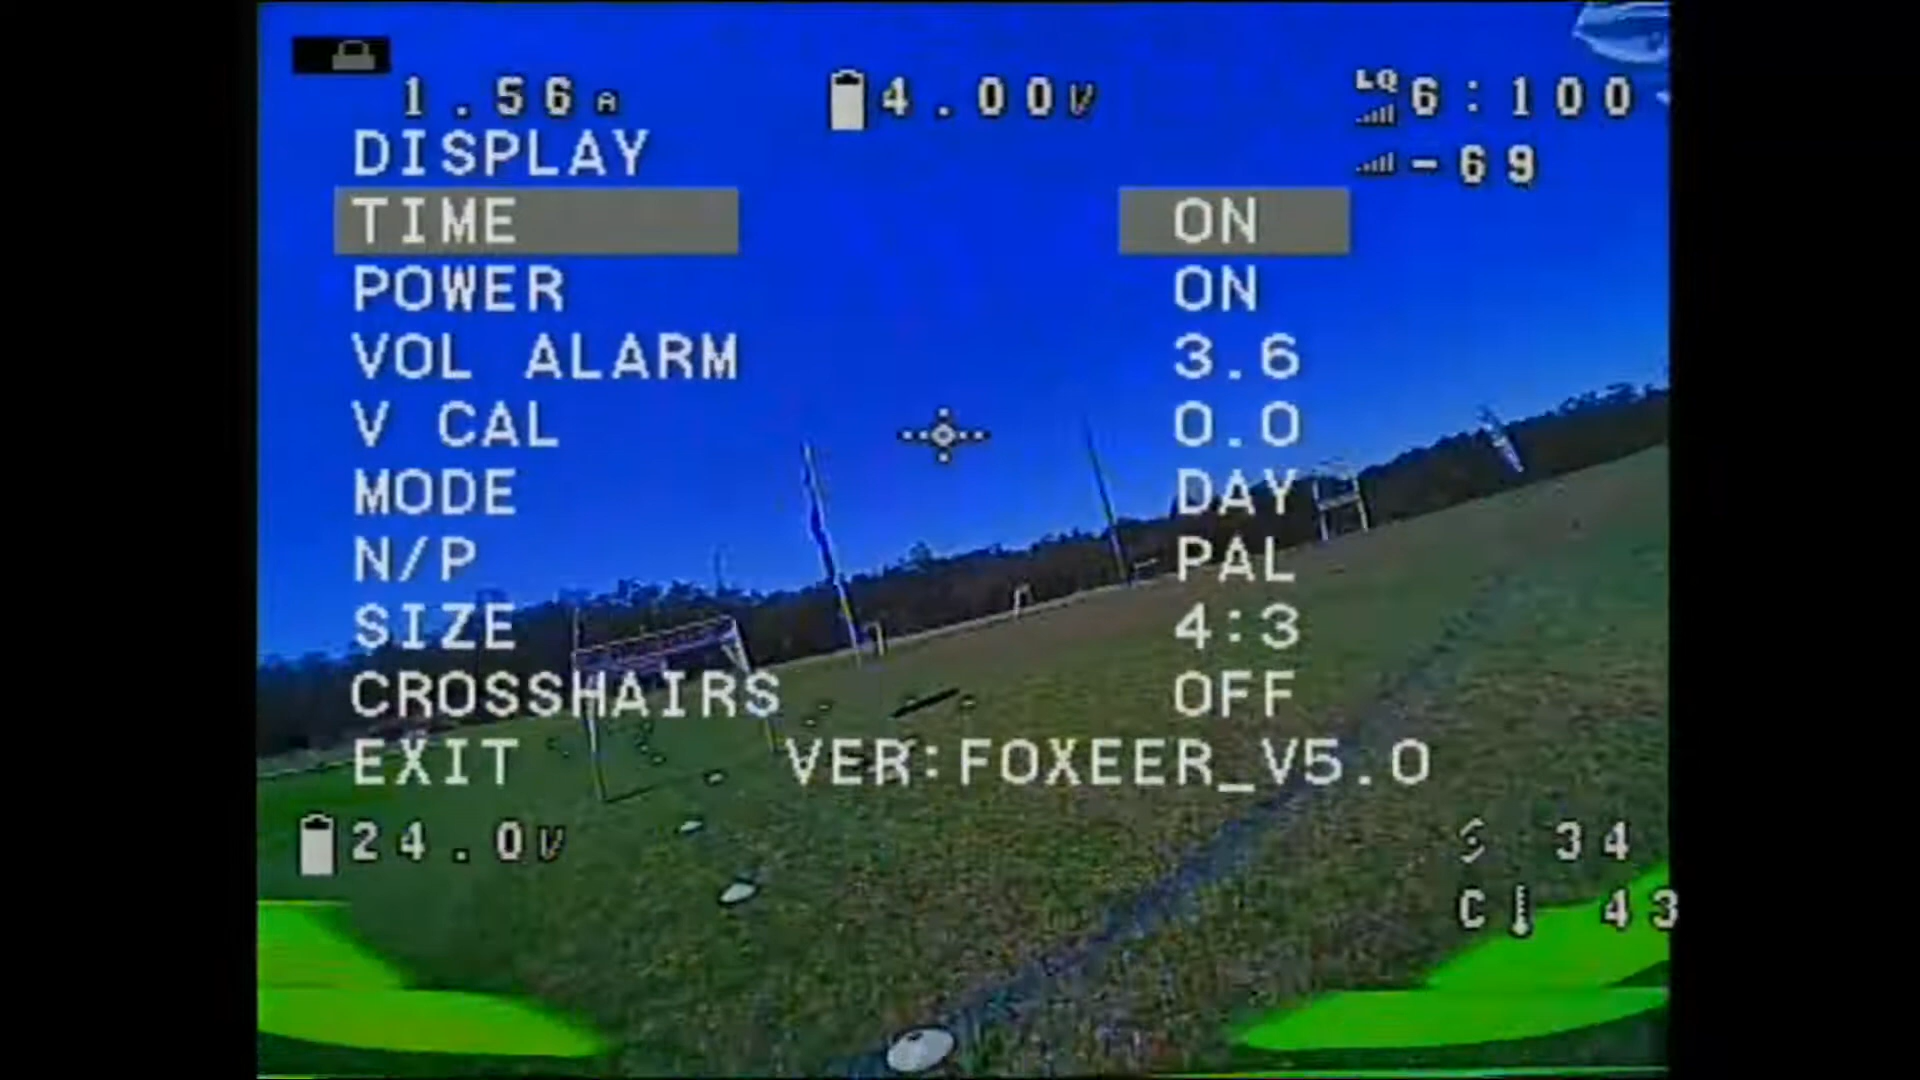 1.56A 4.00V LQ 6:100
DISPLAY -69
TIME ON
POWER ON
VOL ALARM 3.6
V CAL 0.0
MODE DAY
N/P PAL
SIZE 4:3
CROSSHAIRS OFF
EXIT VER:FOXEER_V5.0
24.0V 34
C 43